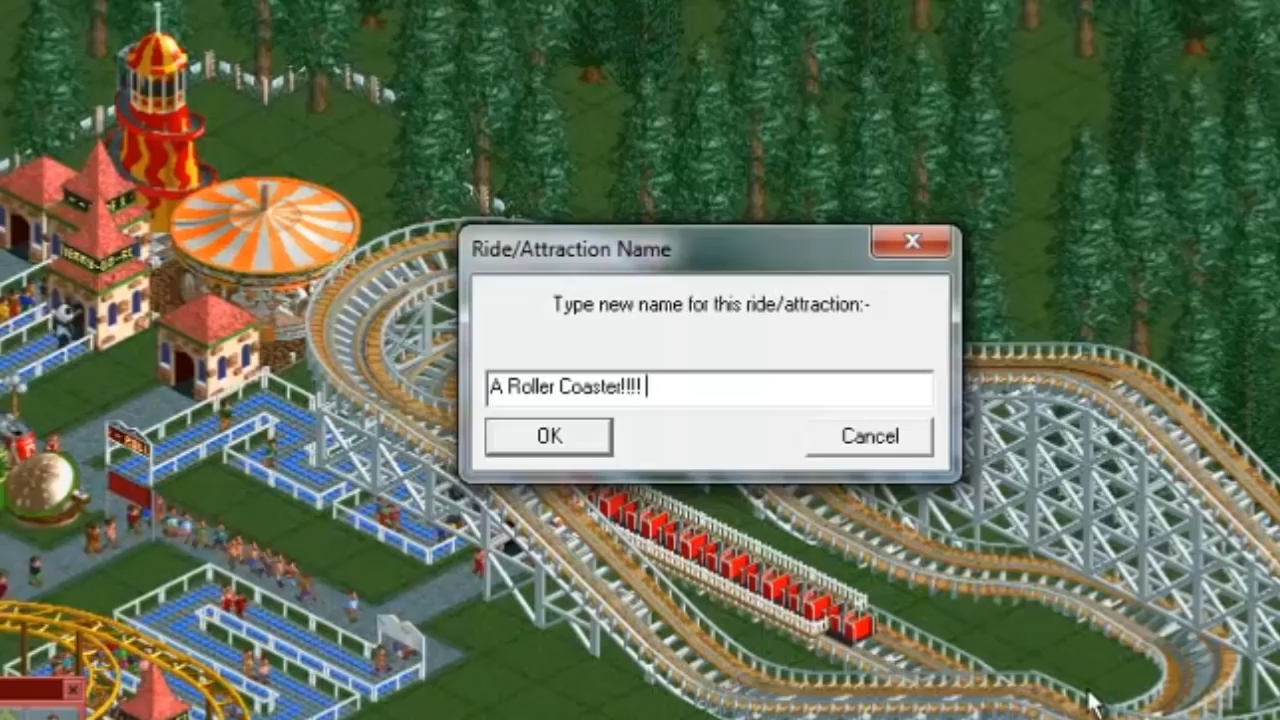 Ride/Attraction Name
Type new name for this ride/attraction:-
A Roller Coaster!!!!
OK
Cancel